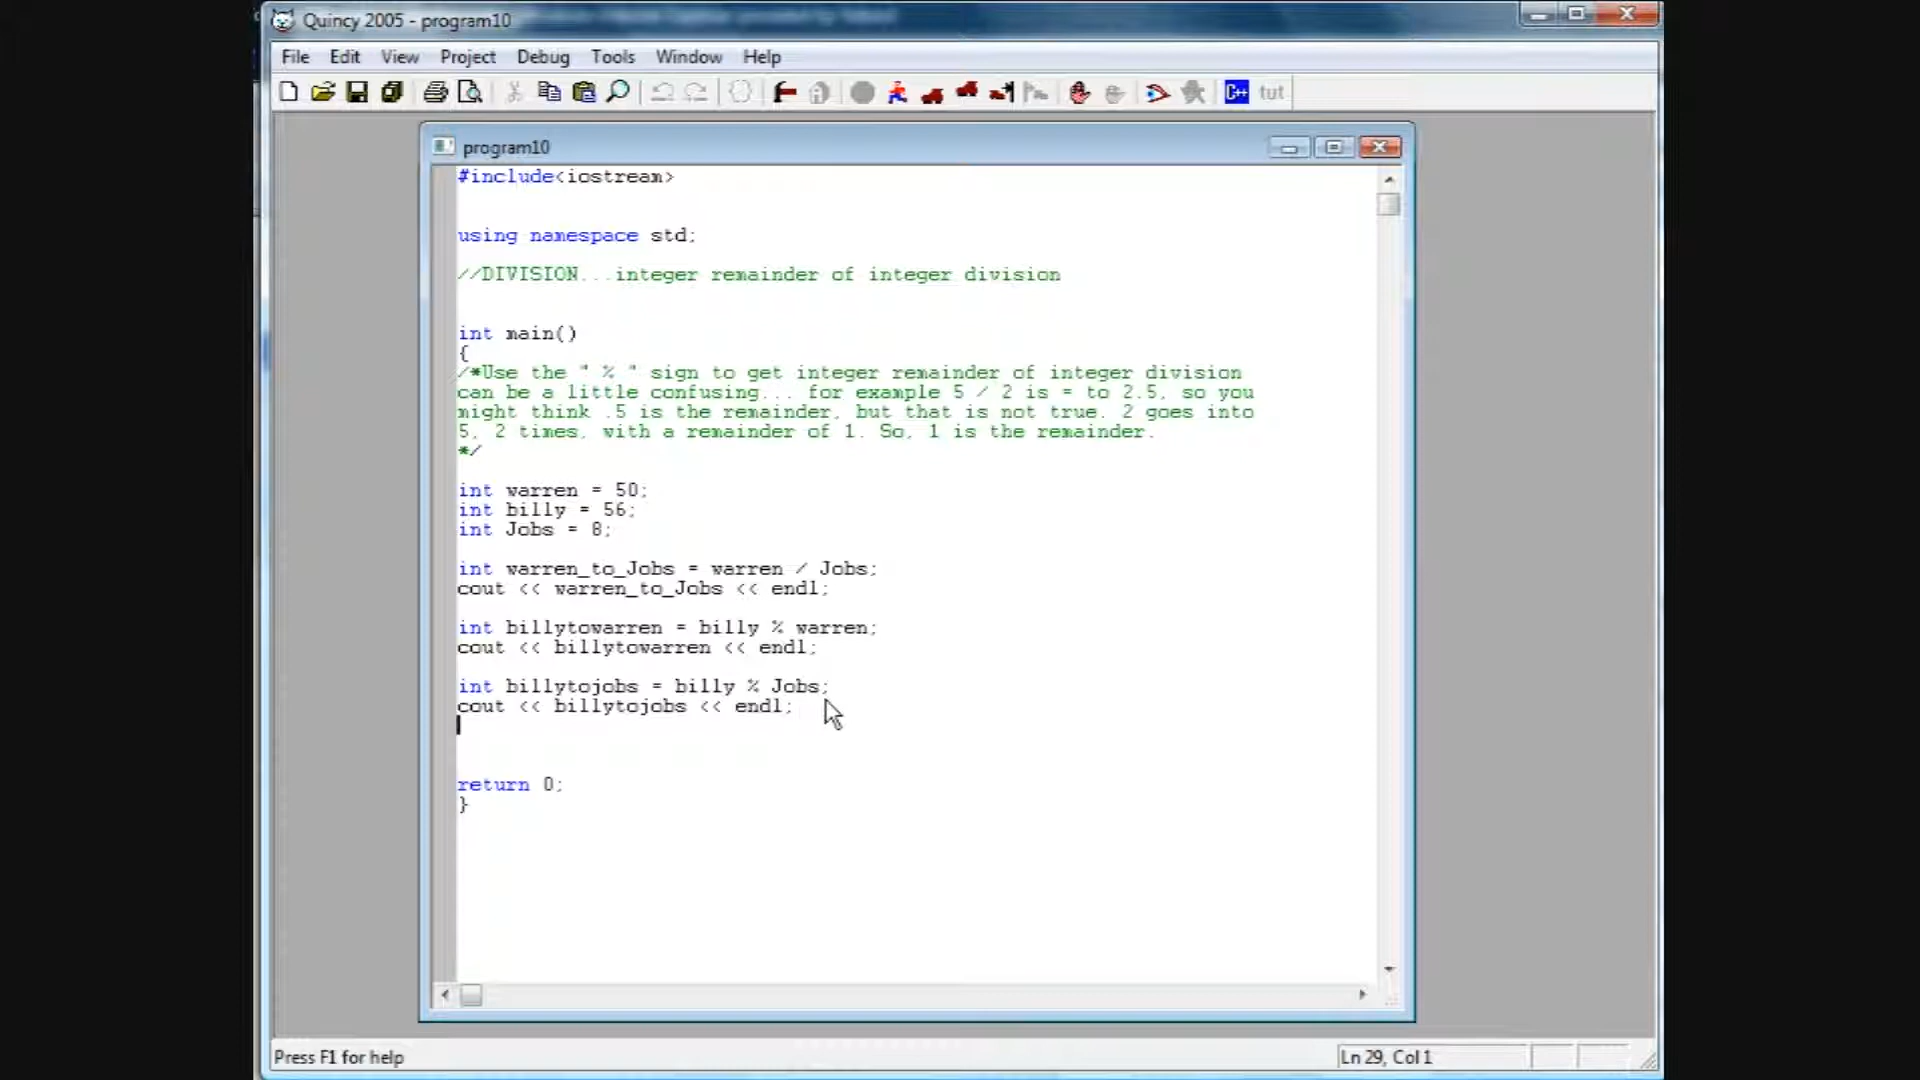 Quincy 2005 - program10
File Edit View Project Debug Tools Window Help
C++ tut
program10
#include<iostream>
using namespace std;
//DIVISION...integer remainder of integer division
int main()
{
/*Use the " % " sign to get integer remainder of integer division
can be a little confusing... for example 5 / 2 is = to 2.5, so you
might think .5 is the remainder, but that is not true. 2 goes into
5, 2 times, with a remainder of 1. So, 1 is the remainder.
*/
int warren = 50;
int billy = 56;
int Jobs = 8;
int warren_to_Jobs = warren / Jobs;
cout << warren_to_Jobs << endl;
int billytowarren = billy % warren;
cout << billytowarren << endl;
int billytojobs = billy % Jobs;
cout << billytojobs << endl;
return 0;
}
Press F1 for help
Ln 29, Col 1